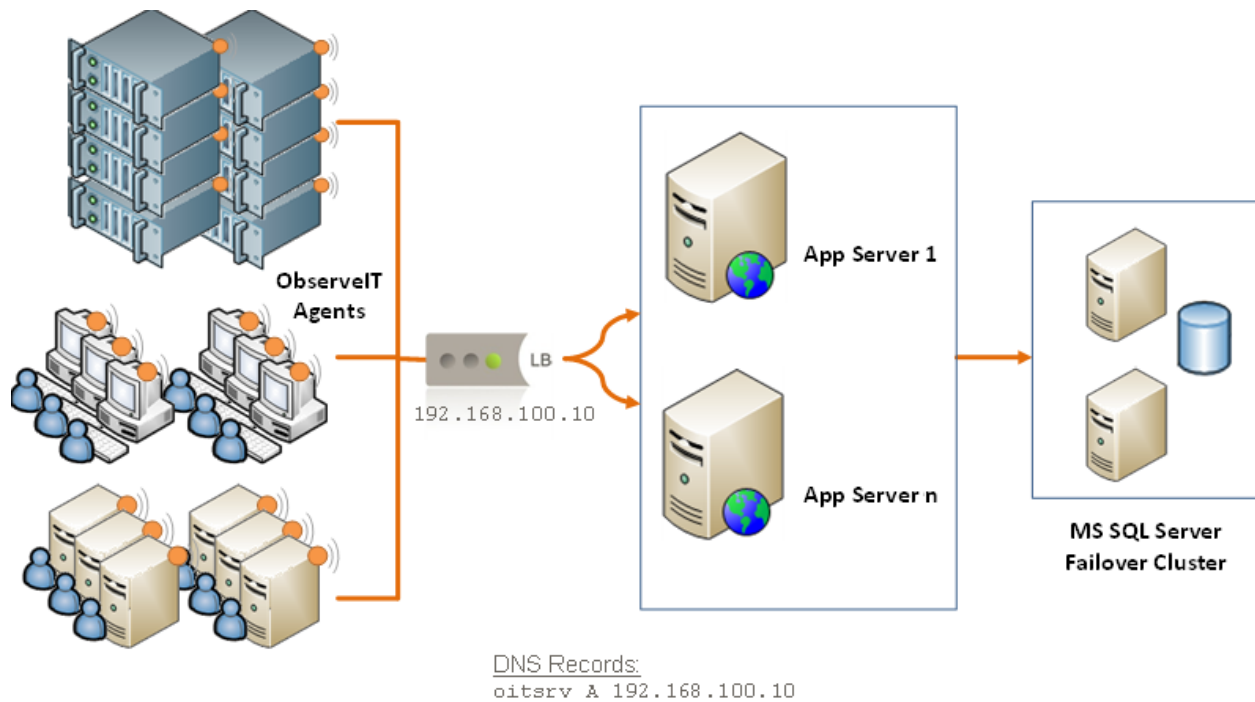 ObserveIT
Agents
LB
192.168.100.10
App Server 1
App Server n
MS SQL Server
Failover Cluster
DNS Records:
oitsrv A 192.168.100.10